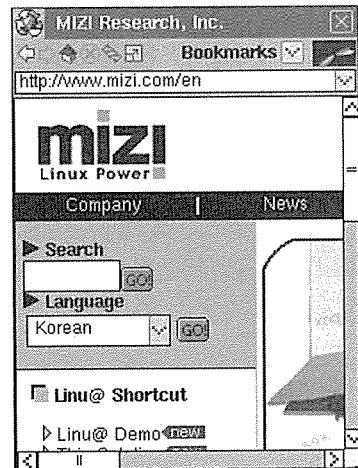 MIZI Research, Inc.
Bookmarks
http://www.mizi.com/en
mizi
Linux Power
Company | News
Search
GO!
Language
Korean GO!
Linu@ Shortcut
Linu@ Demo new